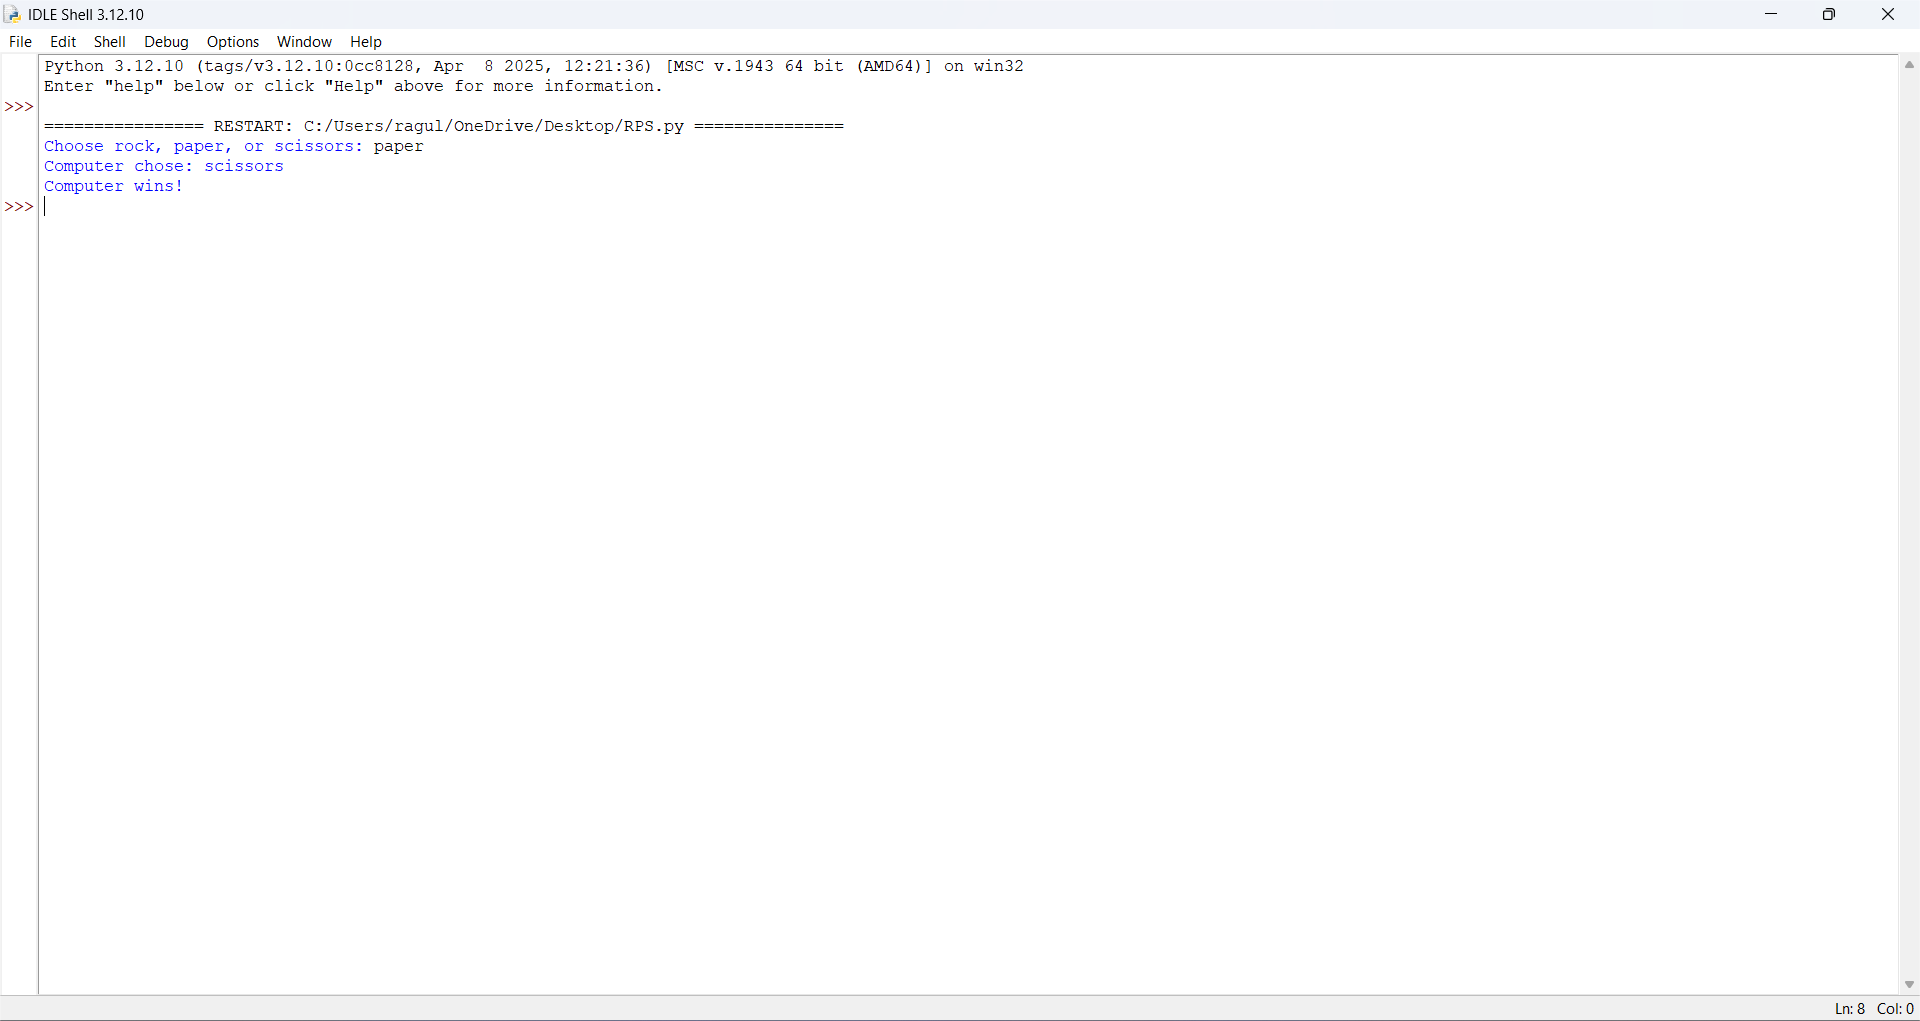 IDLE Shell 3.12.10
File Edit Shell Debug Options Window Help
Python 3.12.10 (tags/v3.12.10:0cc8128, Apr  8 2025, 12:21:36) [MSC v.1943 64 bit (AMD64)] on win32
Enter "help" below or click "Help" above for more information.
>>>
================ RESTART: C:/Users/ragul/OneDrive/Desktop/RPS.py ===============
Choose rock, paper, or scissors: paper
Computer chose: scissors
Computer wins!
>>>
Ln: 8 Col: 0